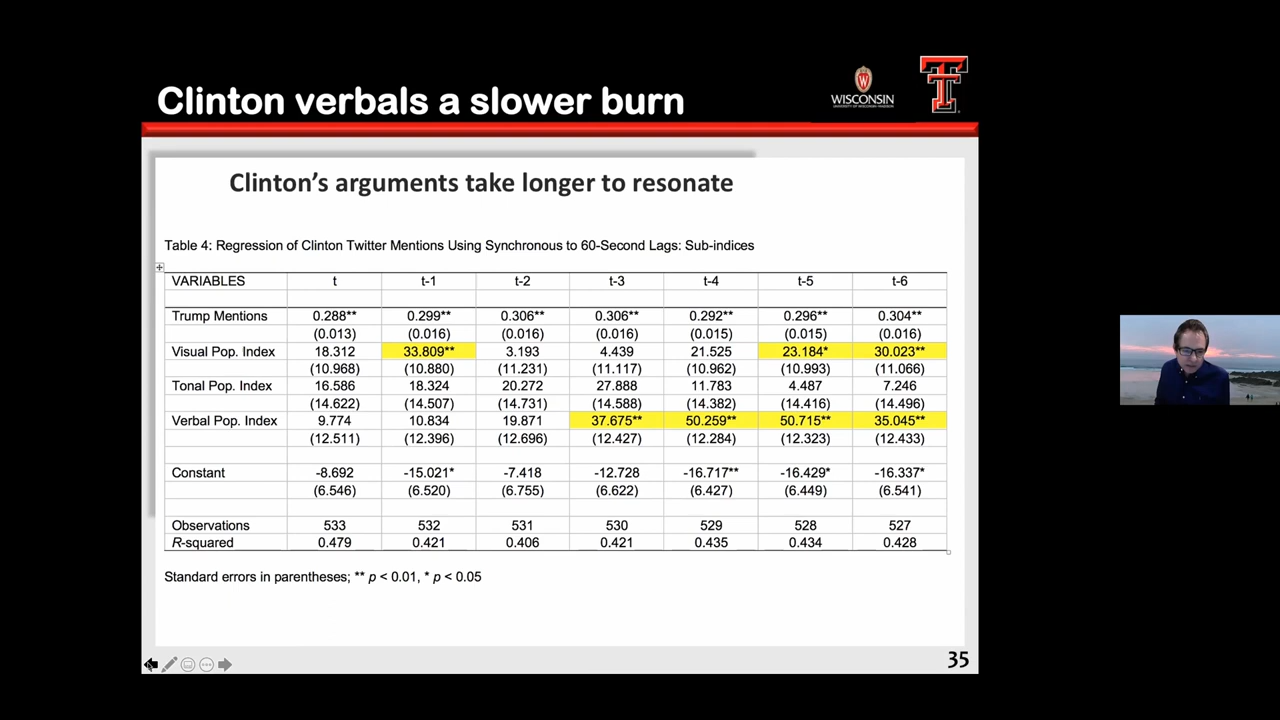 Clinton verbals a slower burn
W
WISCONSIN
UNIVERSITY OF WISCONSIN-MADISON
T
Clinton's arguments take longer to resonate
Table 4: Regression of Clinton Twitter Mentions Using Synchronous to 60-Second Lags: Sub-indices
VARIABLES t t-1 t-2 t-3 t-4 t-5 t-6
Trump Mentions 0.288** 0.299** 0.306** 0.306** 0.292** 0.296** 0.304**
(0.013) (0.016) (0.016) (0.016) (0.015) (0.015) (0.016)
Visual Pop. Index 18.312 33.809** 3.193 4.439 21.525 23.184* 30.023**
(10.968) (10.880) (11.231) (11.117) (10.962) (10.993) (11.066)
Tonal Pop. Index 16.586 18.324 20.272 27.888 11.783 4.487 7.246
(14.622) (14.507) (14.731) (14.588) (14.382) (14.416) (14.496)
Verbal Pop. Index 9.774 10.834 19.871 37.675** 50.259** 50.715** 35.045**
(12.511) (12.396) (12.696) (12.427) (12.284) (12.323) (12.433)
Constant -8.692 -15.021* -7.418 -12.728 -16.717** -16.429* -16.337*
(6.546) (6.520) (6.755) (6.622) (6.427) (6.449) (6.541)
Observations 533 532 531 530 529 528 527
R-squared 0.479 0.421 0.406 0.421 0.435 0.434 0.428
Standard errors in parentheses; ** p < 0.01, * p < 0.05
35